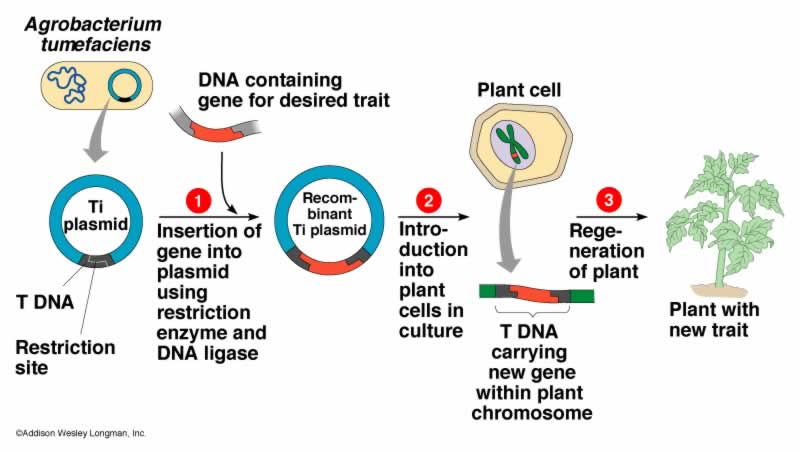 Agrobacterium
tumefaciens
DNA containing
gene for desired trait
Plant cell
Ti
plasmid
1
Recom-
binant
Ti plasmid
2
3
Insertion of
gene into
plasmid
using
restriction
enzyme and
DNA ligase
Intro-
duction
into
plant
cells in
culture
Rege-
neration
of plant
T DNA
Restriction
site
T DNA
carrying
new gene
within plant
chromosome
Plant with
new trait
©Addison Wesley Longman, Inc.